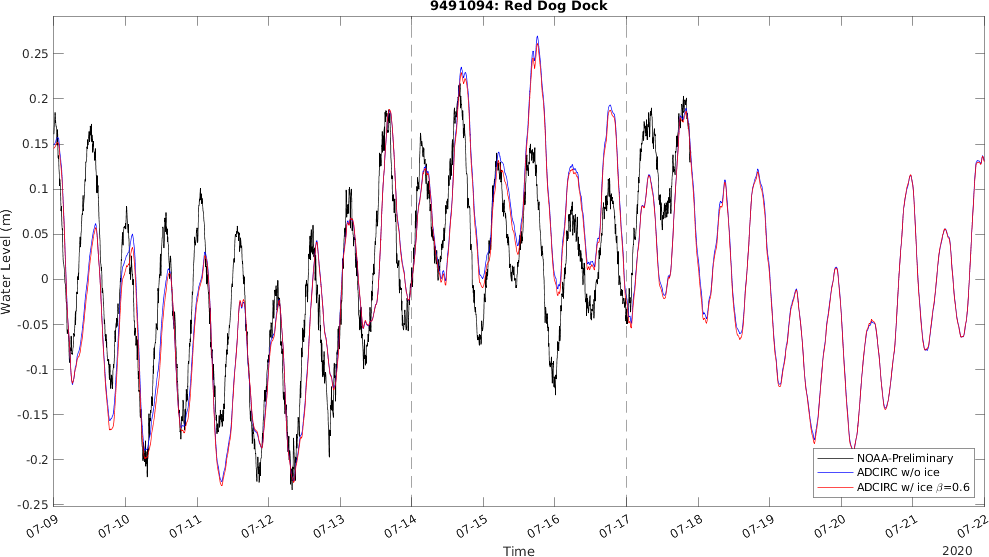 9491094: Red Dog Dock
Water Level (m)
0.25
0.2
0.15
0.1
0.05
0
-0.05
-0.1
-0.15
-0.2
-0.25
NOAA-Preliminary
ADCIRC w/o ice
ADCIRC w/ ice β=0.6
07-09 07-10 07-11 07-12 07-13 07-14 07-15 07-16 07-17 07-18 07-19 07-20 07-21 07-22
Time
2020